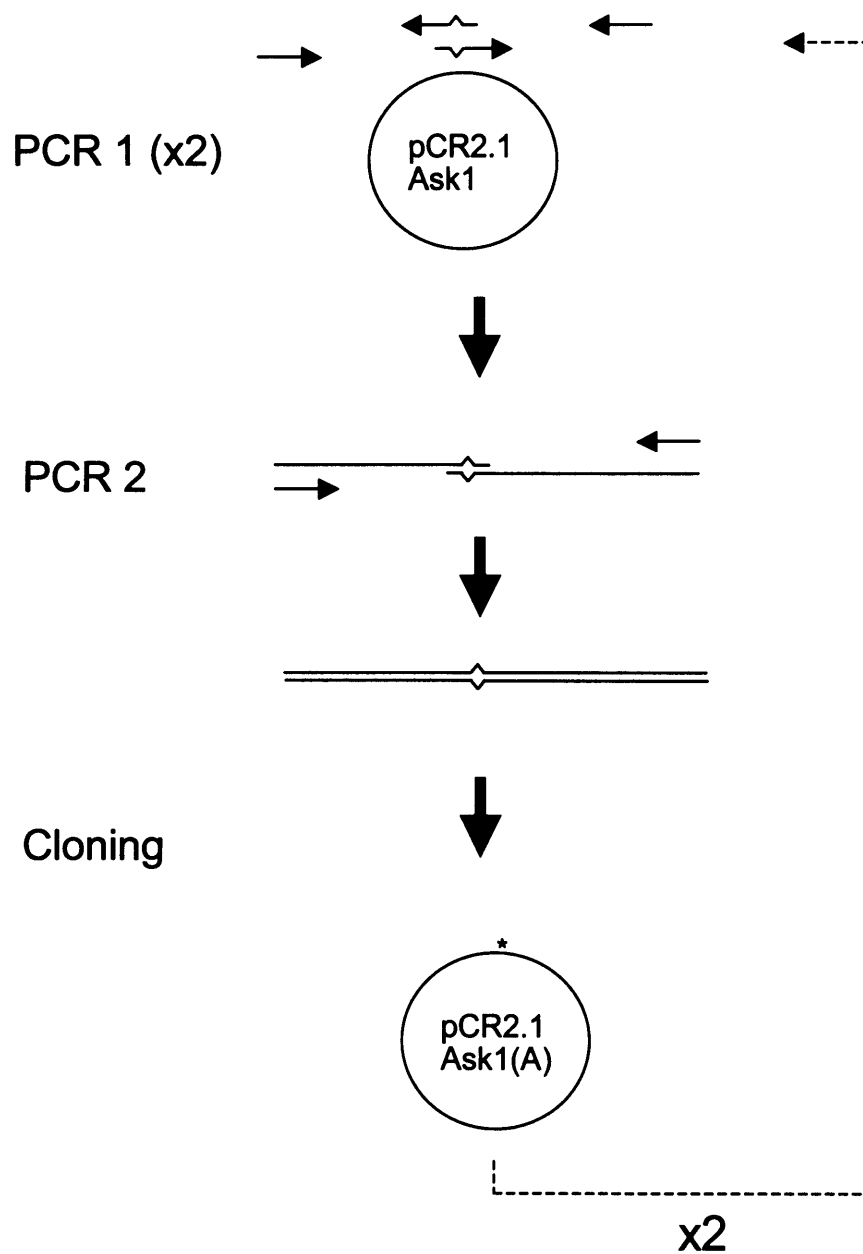 PCR 1 (x2)
pCR2.1
Ask1
PCR 2
Cloning
*
pCR2.1
Ask1(A)
x2